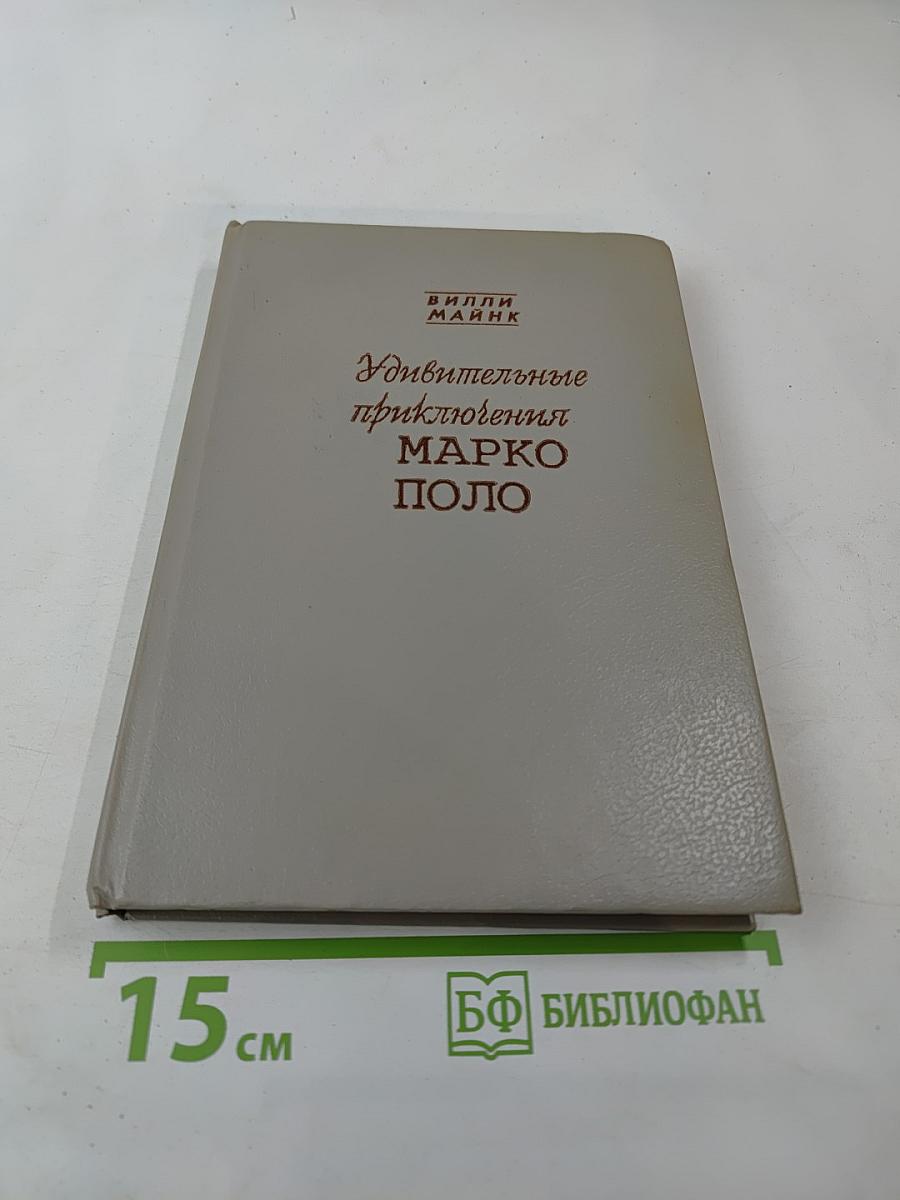 ВИЛЛИ
МАЙНК
Удивительные
приключения
МАРКО
ПОЛО
15 см
БФ БИБЛИОФАН